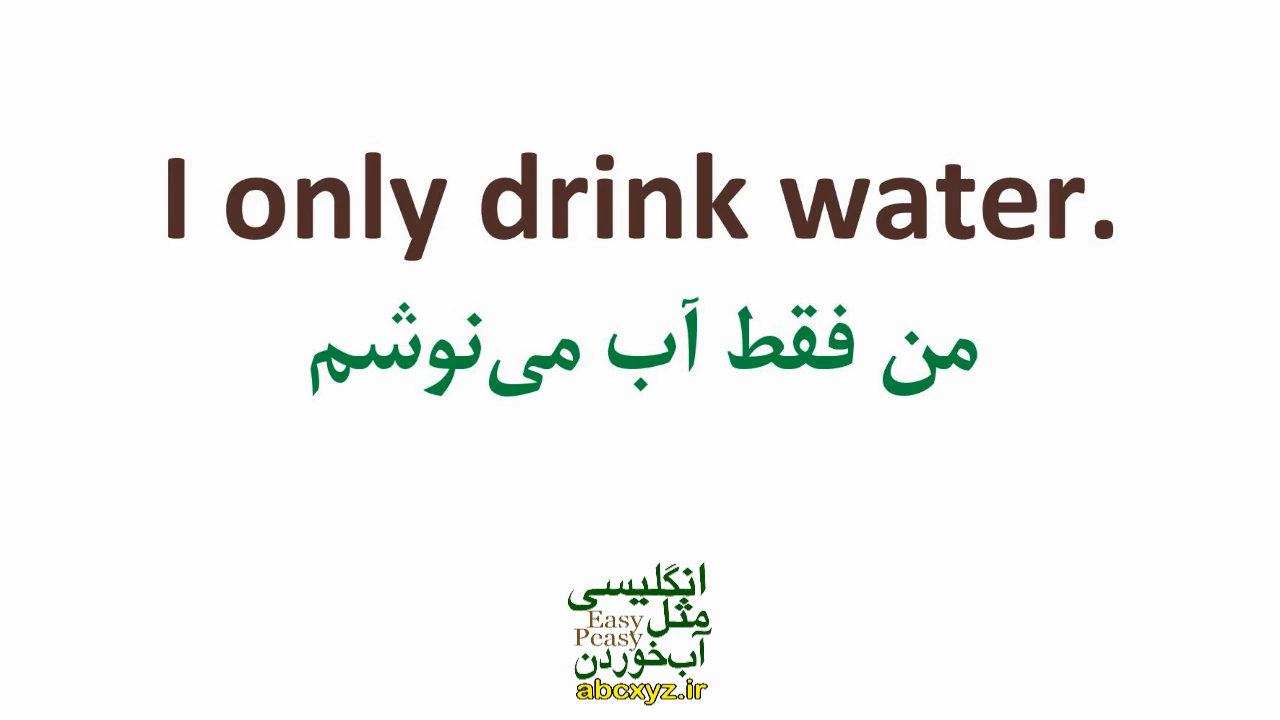 I only drink water.
من فقط آب می‌نوشم
انگلیسی
مثل
Easy
Peasy
آب‌خوردن
abcxyz.ir